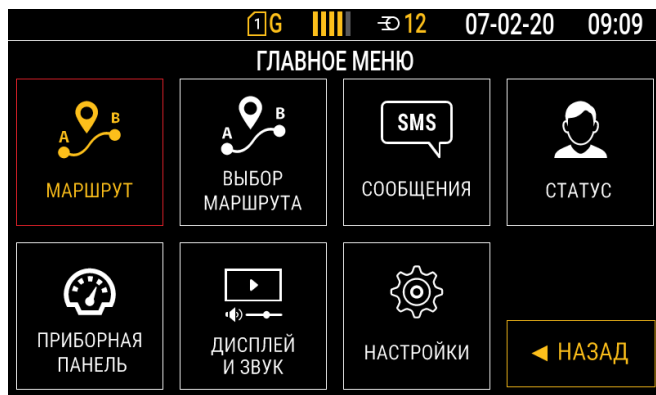 1 G 12 07-02-20 09:09
ГЛАВНОЕ МЕНЮ
A B
МАРШРУТ
A B
ВЫБОР
МАРШРУТА
SMS
СООБЩЕНИЯ
СТАТУС
ПРИБОРНАЯ
ПАНЕЛЬ
ДИСПЛЕЙ
И ЗВУК
НАСТРОЙКИ
НАЗАД